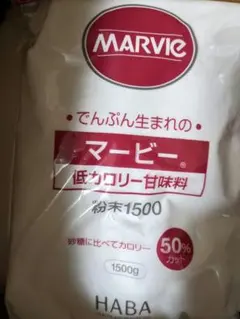 MARVIE
・でんぷん生まれの・
マービー®
低カロリー甘味料
粉末1500
砂糖に比べてカロリー 50%カット
1500g
HABA